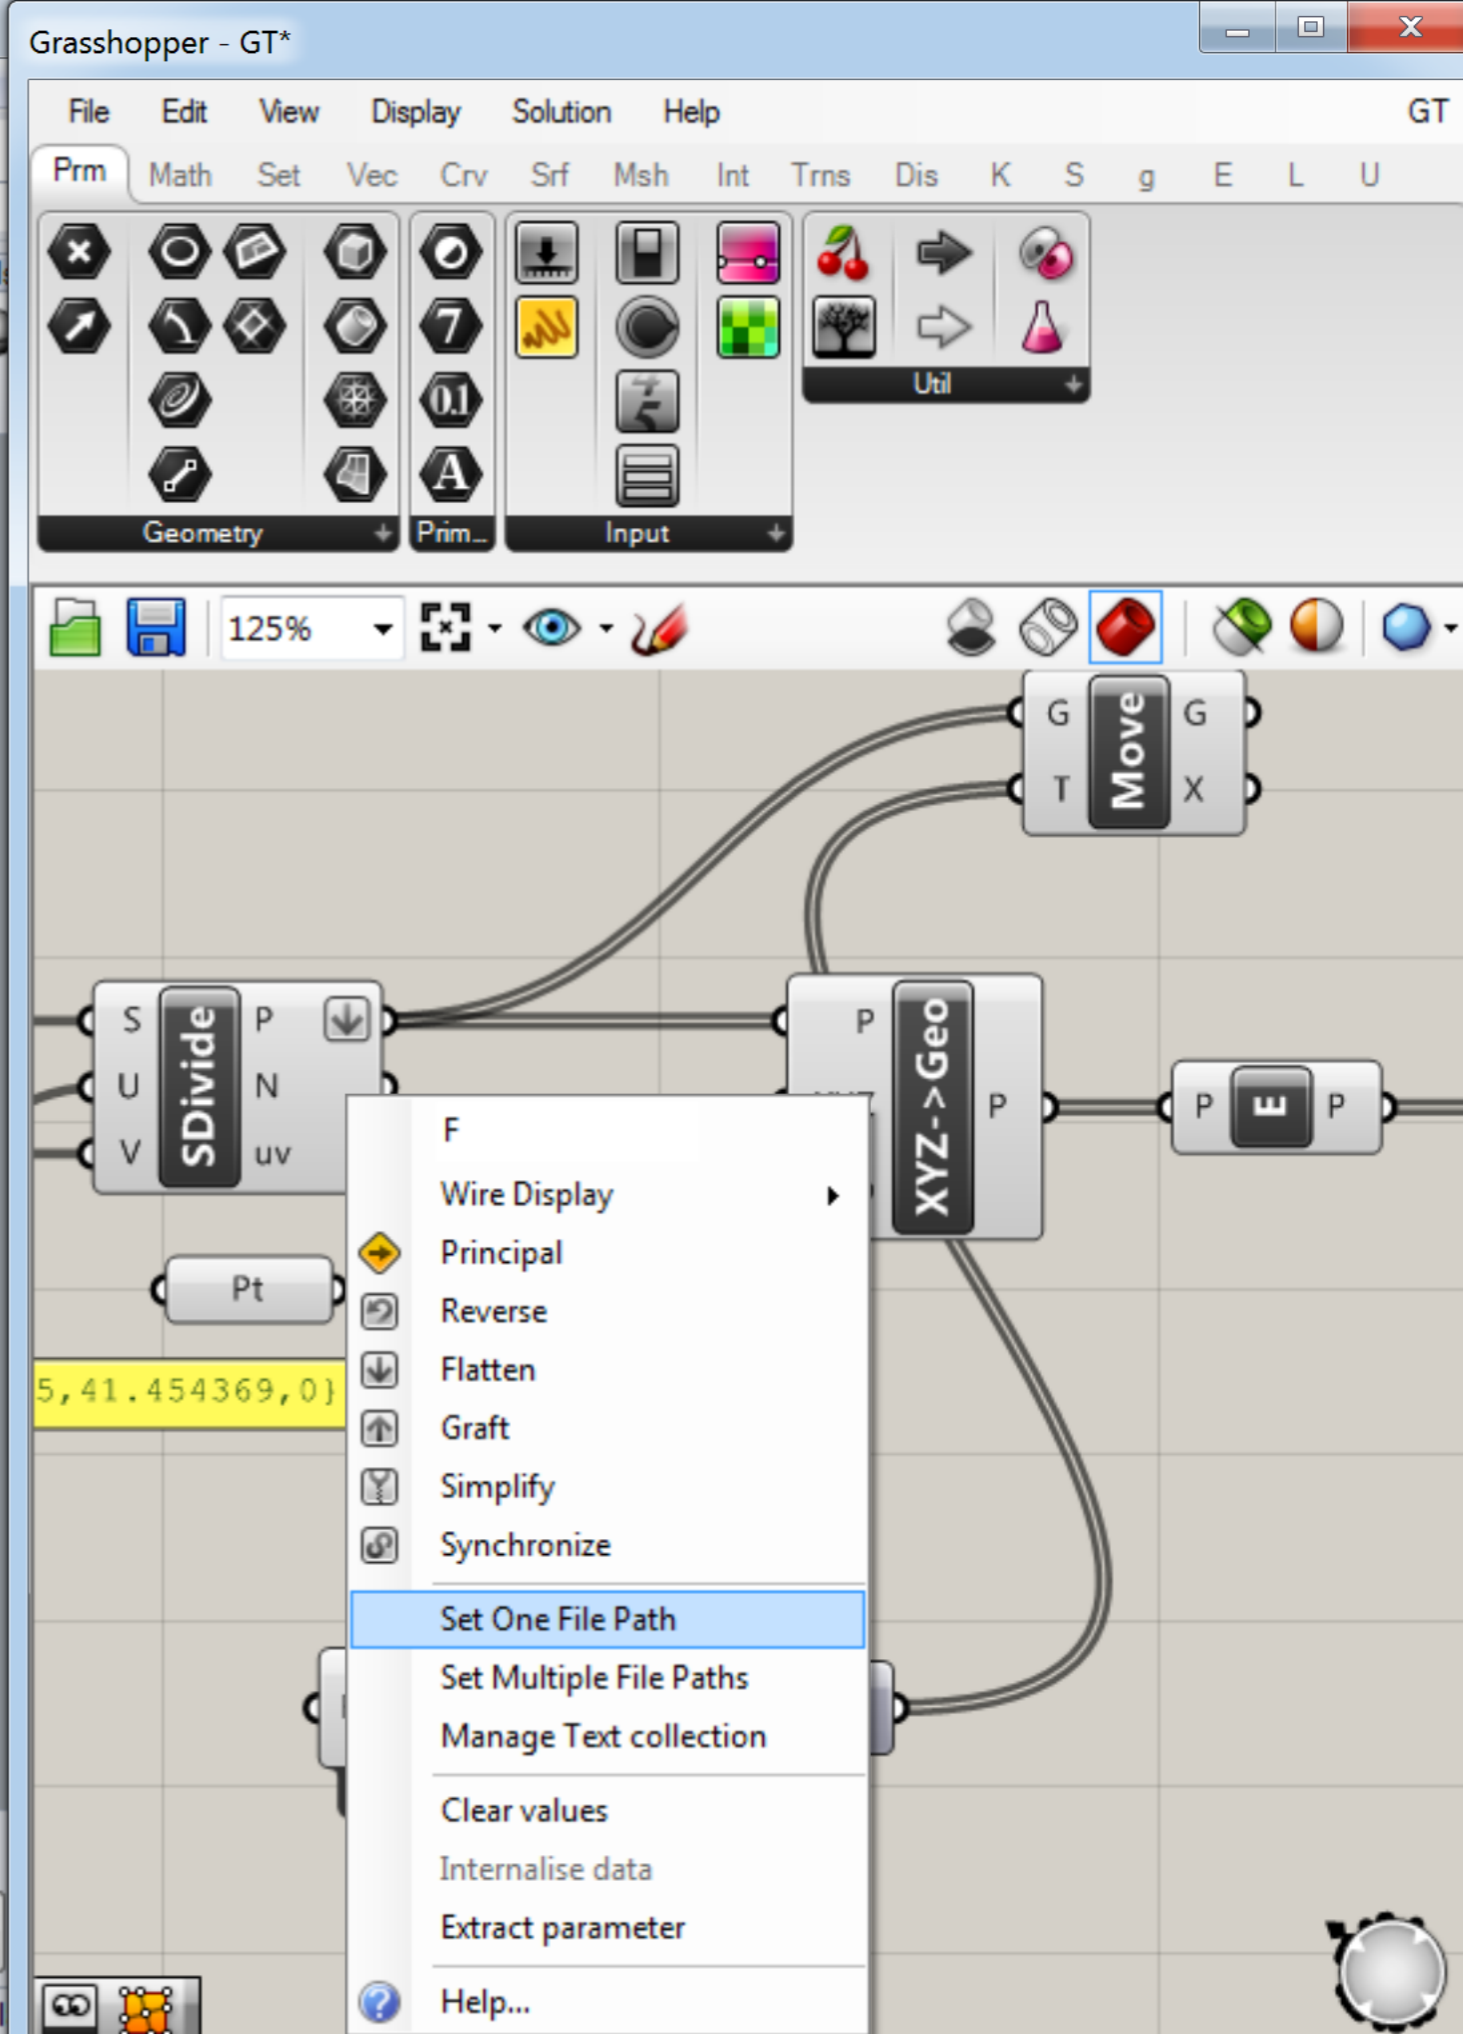 Grasshopper - GT*
File Edit View Display Solution Help GT
Prm Math Set Vec Crv Srf Msh Int Trns Dis K S g E L U
7
0.1
A
Geometry Prim... Input Util
125%
G Move G
T X
S SDivide P
U N
V uv
P XYZ->Geo P
P E P
Pt
5,41.454369,0}
F
Wire Display
Principal
Reverse
Flatten
Graft
Simplify
Synchronize
Set One File Path
Set Multiple File Paths
Manage Text collection
Clear values
Internalise data
Extract parameter
Help...